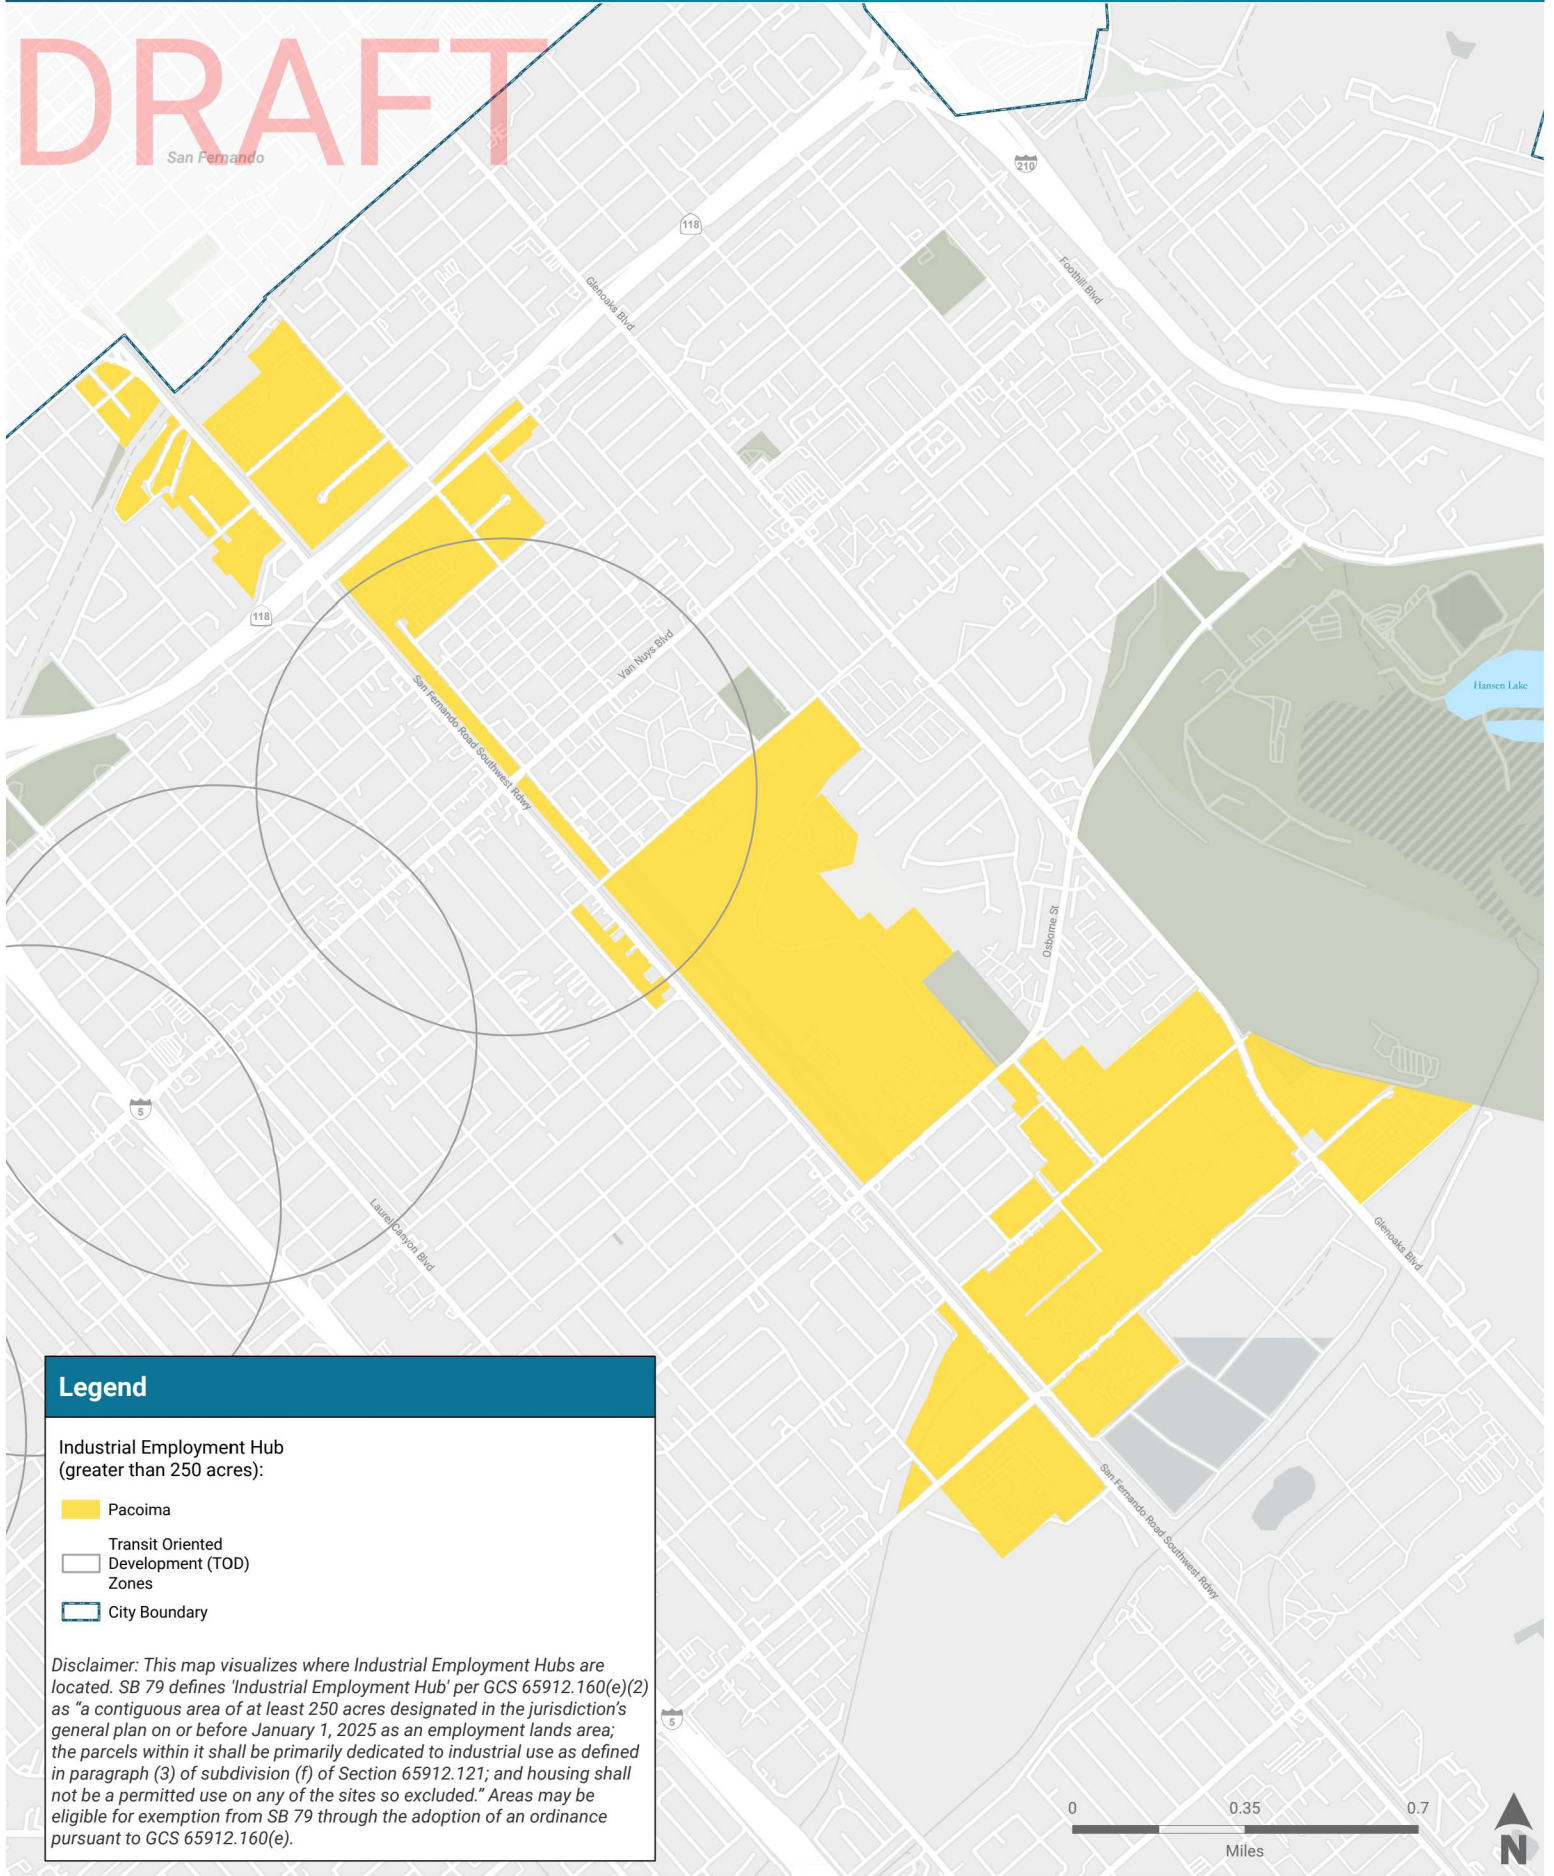 DRAFT
San Fernando
210
118
Foothill Blvd
Glenoaks Blvd
118
Van Nuys Blvd
Hansen Lake
San Fernando Road Southwest Rdwy
Osborne St
5
Laurel Canyon Blvd
Glenoaks Blvd
San Fernando Road Southwest Rdwy
5
Legend
Industrial Employment Hub
(greater than 250 acres):
Pacoima
Transit Oriented
Development (TOD)
Zones
City Boundary
Disclaimer: This map visualizes where Industrial Employment Hubs are
located. SB 79 defines 'Industrial Employment Hub' per GCS 65912.160(e)(2)
as “a contiguous area of at least 250 acres designated in the jurisdiction’s
general plan on or before January 1, 2025 as an employment lands area;
the parcels within it shall be primarily dedicated to industrial use as defined
in paragraph (3) of subdivision (f) of Section 65912.121; and housing shall
not be a permitted use on any of the sites so excluded.” Areas may be
eligible for exemption from SB 79 through the adoption of an ordinance
pursuant to GCS 65912.160(e).
0 0.35 0.7
Miles
N